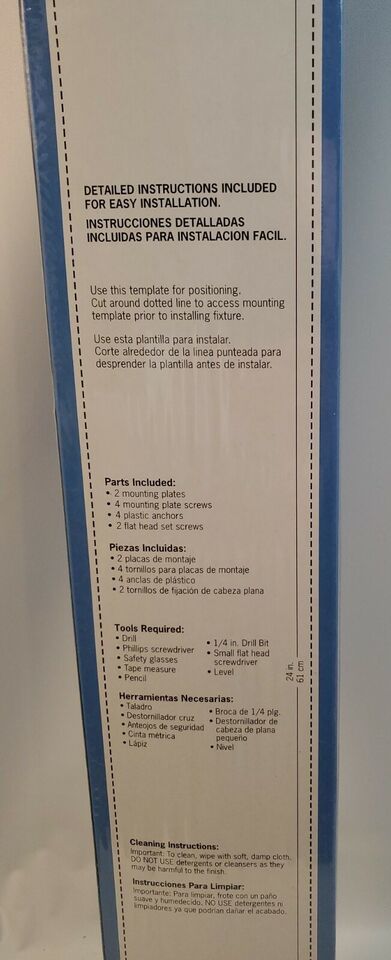 DETAILED INSTRUCTIONS INCLUDED
FOR EASY INSTALLATION.
INSTRUCCIONES DETALLADAS
INCLUIDAS PARA INSTALACION FACIL.
Use this template for positioning.
Cut around dotted line to access mounting
template prior to installing fixture.
Use esta plantilla para instalar.
Corte alrededor de la linea punteada para
desprender la plantilla antes de instalar.
Parts Included:
• 2 mounting plates
• 4 mounting plate screws
• 4 plastic anchors
• 2 flat head set screws
Piezas Incluidas:
• 2 placas de montaje
• 4 tornillos para placas de montaje
• 4 anclas de plástico
• 2 tornillos de fijación de cabeza plana
Tools Required:
• Drill
• Phillips screwdriver
• Safety glasses
• Tape measure
• Pencil
• 1/4 in. Drill Bit
• Small flat head
screwdriver
• Level
24 in.
61 cm
Herramientas Necesarias:
• Taladro
• Destornillador cruz
• Anteojos de seguridad
• Cinta métrica
• Lápiz
• Broca de 1/4 plg.
• Destornillador de
cabeza de plana
pequeño
• Nivel
Cleaning Instructions:
Important: To clean, wipe with soft, damp cloth.
DO NOT USE detergents or cleansers as they
may be harmful to the finish.
Instrucciones Para Limpiar:
Importante: Para limpiar, frote con un paño
suave y humedecido. NO USE detergentes ni
limpiadores ya que podrían dañar el acabado.